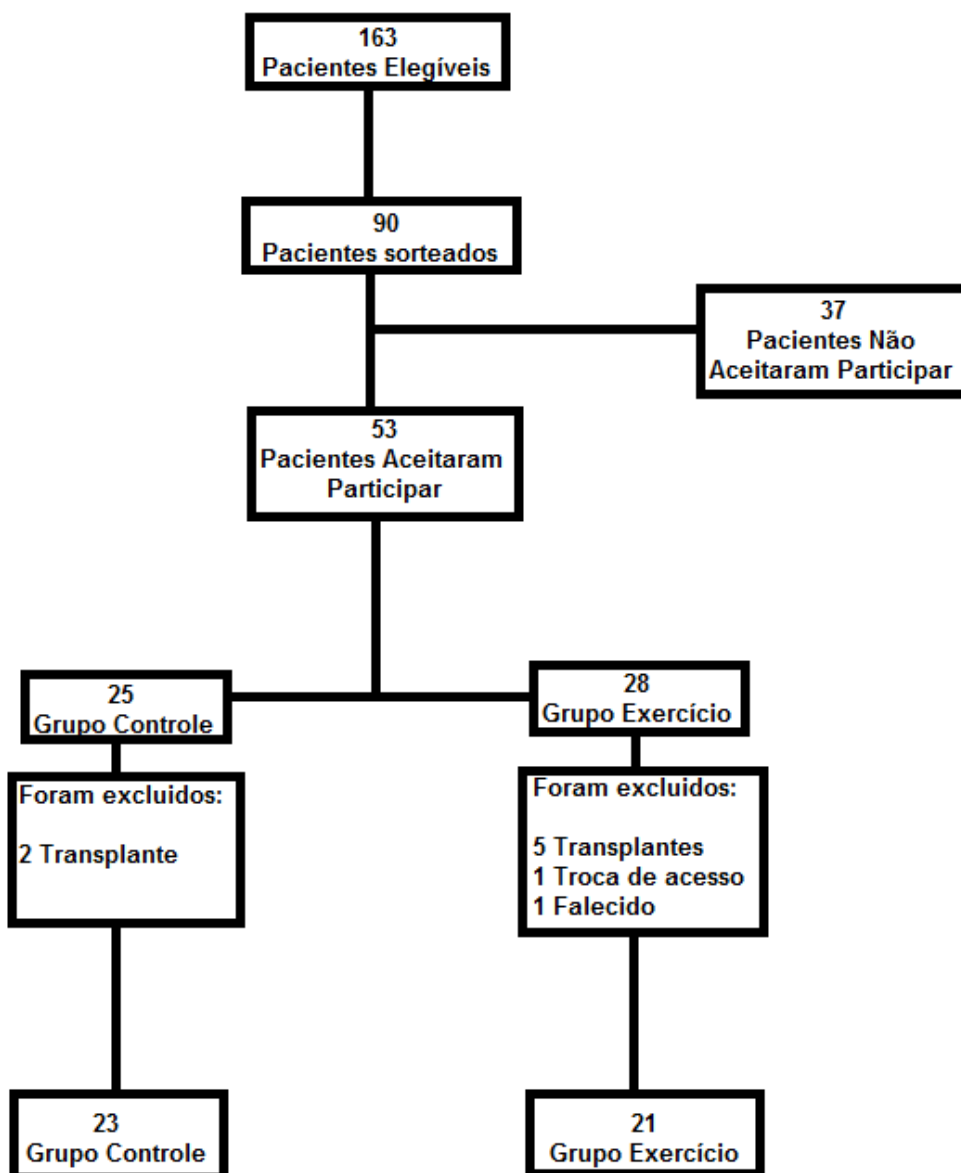 163
Pacientes Elegíveis
90
Pacientes sorteados
37
Pacientes Não
Aceitaram Participar
53
Pacientes Aceitaram
Participar
25
Grupo Controle
28
Grupo Exercício
Foram excluidos:
2 Transplante
Foram excluidos:
5 Transplantes
1 Troca de acesso
1 Falecido
23
Grupo Controle
21
Grupo Exercício